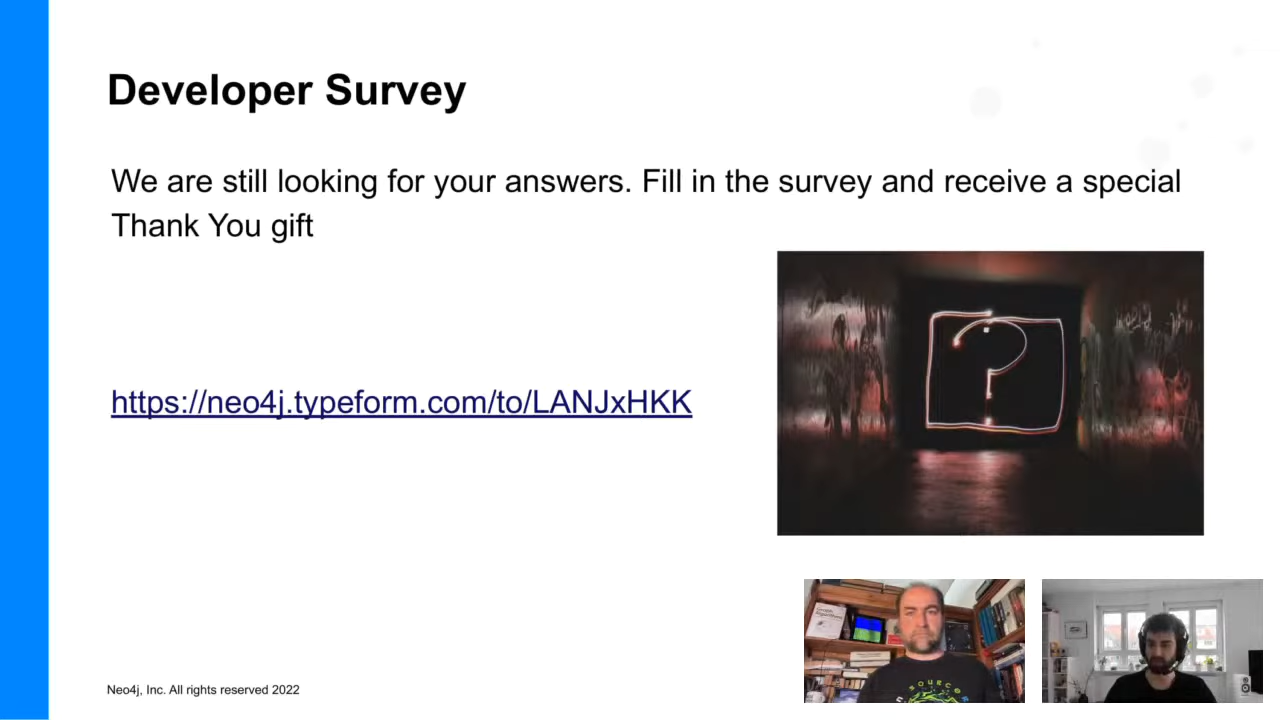 Developer Survey
We are still looking for your answers. Fill in the survey and receive a special
Thank You gift
https://neo4j.typeform.com/to/LANJxHKK
?
Neo4j, Inc. All rights reserved 2022